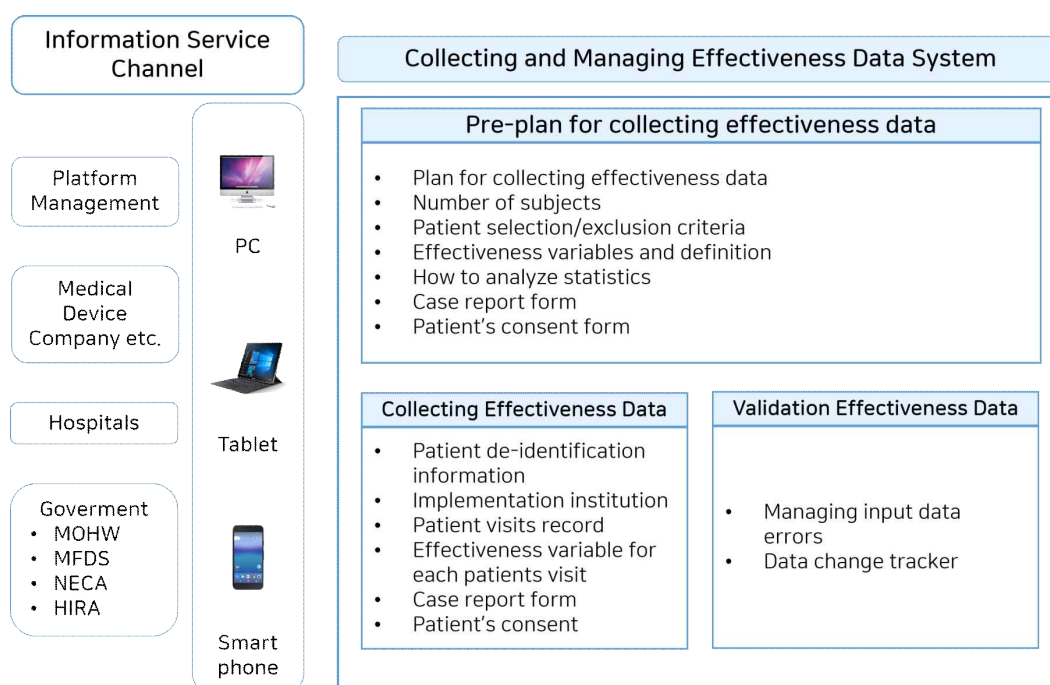 Information Service
Channel
Platform
Management
Medical
Device
Company etc.
Hospitals
Goverment
• MOHW
• MFDS
• NECA
• HIRA
PC
Tablet
Smart
phone
Collecting and Managing Effectiveness Data System
Pre-plan for collecting effectiveness data
• Plan for collecting effectiveness data
• Number of subjects
• Patient selection/exclusion criteria
• Effectiveness variables and definition
• How to analyze statistics
• Case report form
• Patient's consent form
Collecting Effectiveness Data
• Patient de-identification
information
• Implementation institution
• Patient visits record
• Effectiveness variable for
each patients visit
• Case report form
• Patient's consent
Validation Effectiveness Data
• Managing input data
errors
• Data change tracker